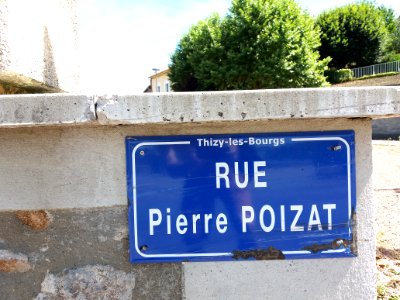 Thizy-les-Bourgs
RUE
Pierre POIZAT